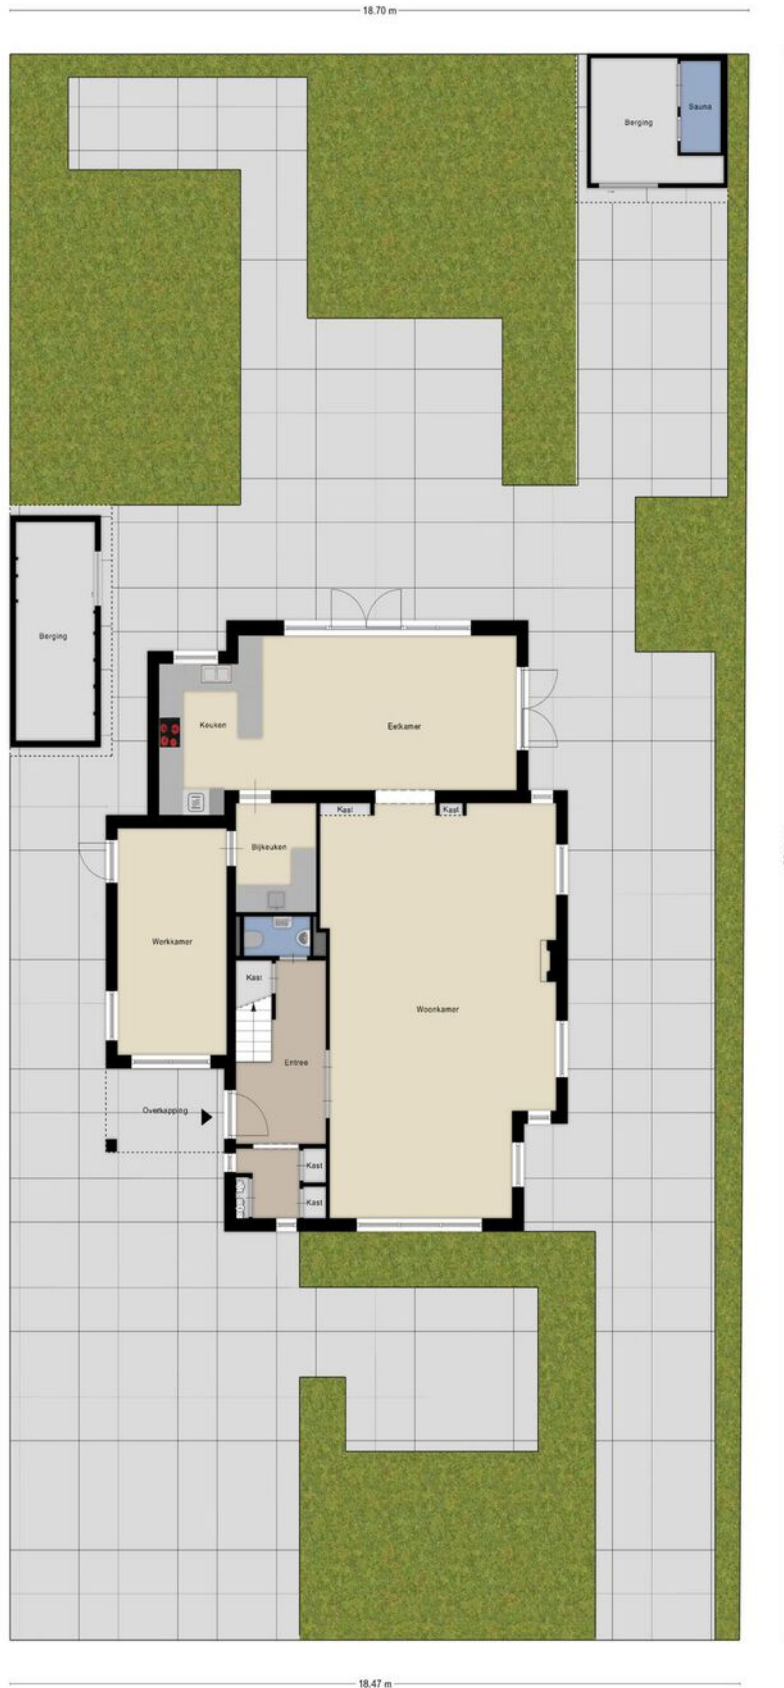 18.70 m
Sauna
Berging
Berging
Keuken
Eetkamer
Kast
Kast
Bijkeuken
Werkkamer
Kast
Woonkamer
Entree
Overkapping
Kast
Kast
18.47 m